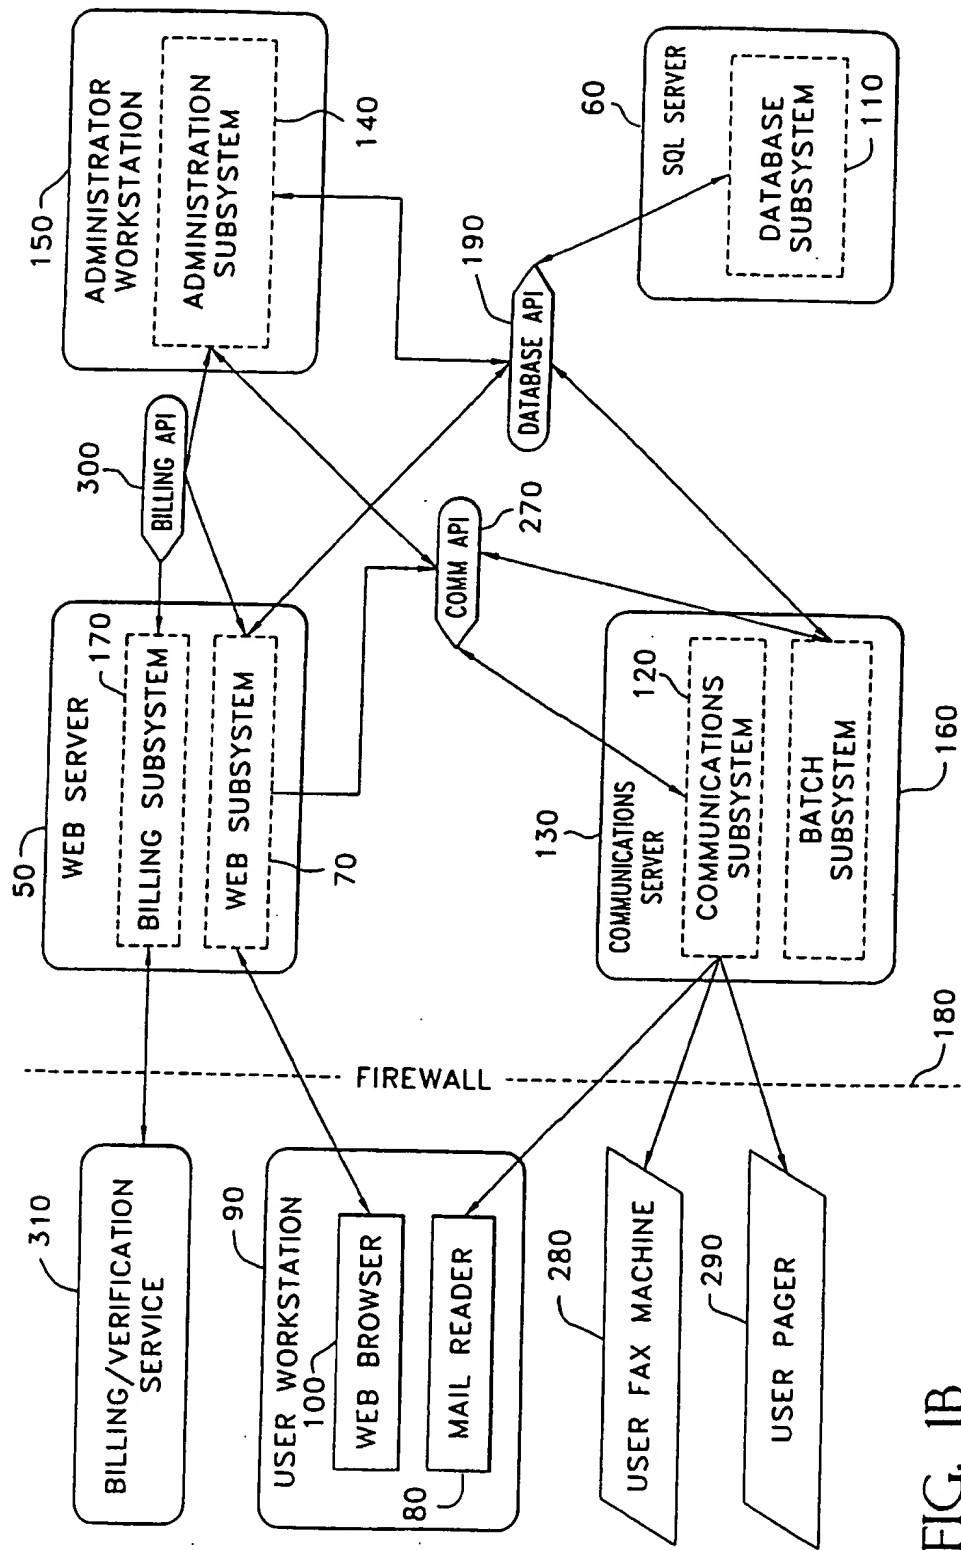 BILLING/VERIFICATION
SERVICE
310
USER WORKSTATION
90
100
WEB BROWSER
MAIL READER
80
USER FAX MACHINE
280
USER PAGER
290
FIREWALL
180
50
WEB SERVER
BILLING SUBSYSTEM
170
WEB SUBSYSTEM
70
130
COMMUNICATIONS
SERVER
120
COMMUNICATIONS
SUBSYSTEM
BATCH
SUBSYSTEM
160
300
BILLING API
COMM API
270
DATABASE API
190
150
ADMINISTRATOR
WORKSTATION
ADMINISTRATION
SUBSYSTEM
140
60
SQL SERVER
DATABASE
SUBSYSTEM
110
FIG. 1B